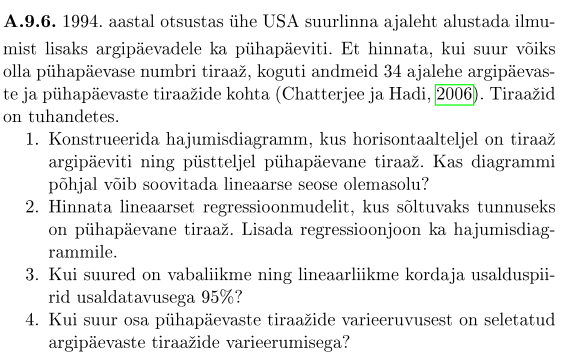 A.9.6. 1994. aastal otsustas ühe USA suurlinna ajaleht alustada ilmu-
mist lisaks argipäevadele ka pühapäeviti. Et hinnata, kui suur võiks
olla pühapäevase numbri tiraaž, koguti andmeid 34 ajalehe argipäevas-
te ja pühapäevaste tiraažide kohta (Chatterjee ja Hadi, 2006). Tiraažid
on tuhandetes.
1. Konstrueerida hajumisdiagramm, kus horisontaalteljel on tiraaž
argipäeviti ning püstteljel pühapäevane tiraaž. Kas diagrammi
põhjal võib soovitada lineaarse seose olemasolu?
2. Hinnata lineaarset regressioonmudelit, kus sõltuvaks tunnuseks
on pühapäevane tiraaž. Lisada regressioonjoon ka hajumisdiag-
rammile.
3. Kui suured on vabaliikme ning lineaarliikme kordaja usalduspii-
rid usaldatavusega 95%?
4. Kui suur osa pühapäevaste tiraažide varieeruvusest on seletatud
argipäevaste tiraažide varieerumisega?